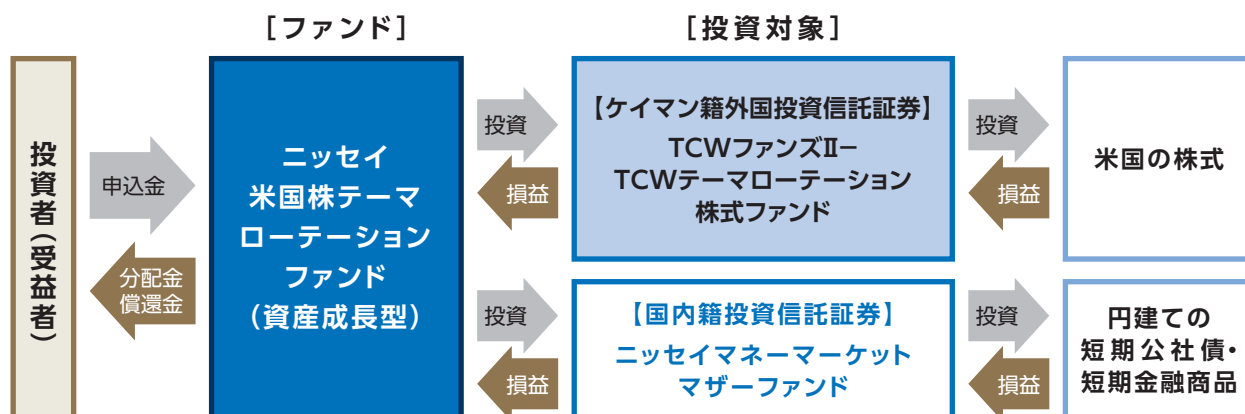 [ファンド]
[投資対象]
投資者(受益者)
申込金
分配金
償還金
ニッセイ
米国株テーマ
ローテーション
ファンド
(資産成長型)
投資
損益
【ケイマン籍外国投資信託証券】
TCWファンズⅡー
TCWテーマローテーション
株式ファンド
投資
損益
米国の株式
投資
損益
【国内籍投資信託証券】
ニッセイマネーマーケット
マザーファンド
投資
損益
円建ての
短期公社債・
短期金融商品